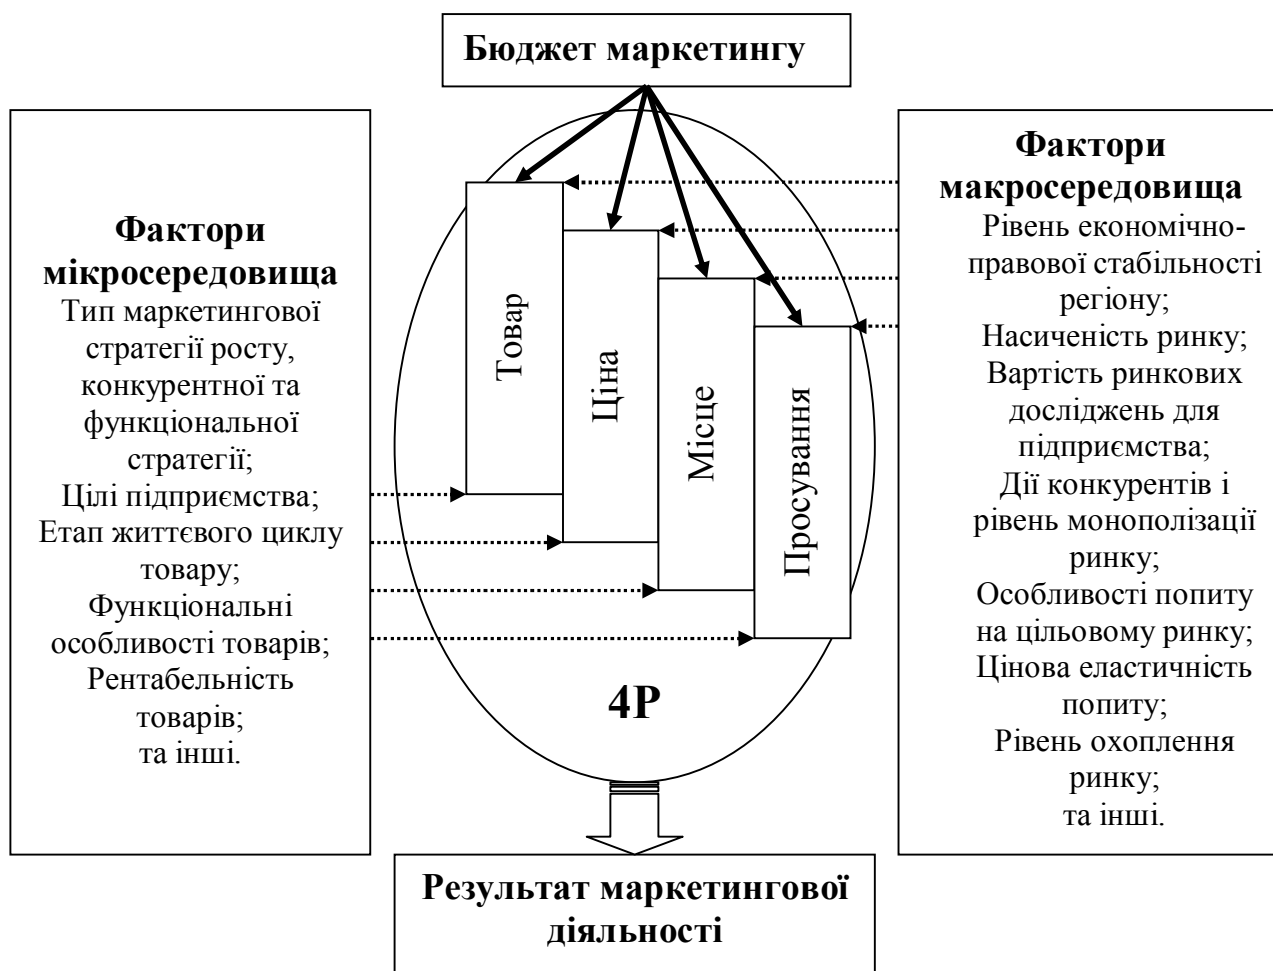 Бюджет маркетингу
Фактори
мікросередовища
Тип маркетингової
стратегії росту,
конкурентної та
функціональної
стратегії;
Цілі підприємства;
Етап життєвого циклу
товару;
Функціональні
особливості товарів;
Рентабельність
товарів;
та інші.
Товар
Ціна
Місце
Просування
4P
Фактори
макросередовища
Рівень економічно-
правової стабільності
регіону;
Насиченість ринку;
Вартість ринкових
досліджень для
підприємства;
Дії конкурентів і
рівень монополізації
ринку;
Особливості попиту
на цільовому ринку;
Цінова еластичність
попиту;
Рівень охоплення
ринку;
та інші.
Результат маркетингової
діяльності